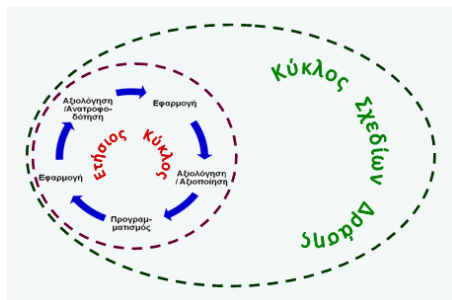 Κύκλος Σχεδίων Δράσης
Ετήσιος Κύκλος
Αξιολόγηση
/Ανατροφο-
δότηση
Εφαρμογή
Αξιολόγηση
/ Αξιοποίηση
Προγραμ-
ματισμός
Εφαρμογή